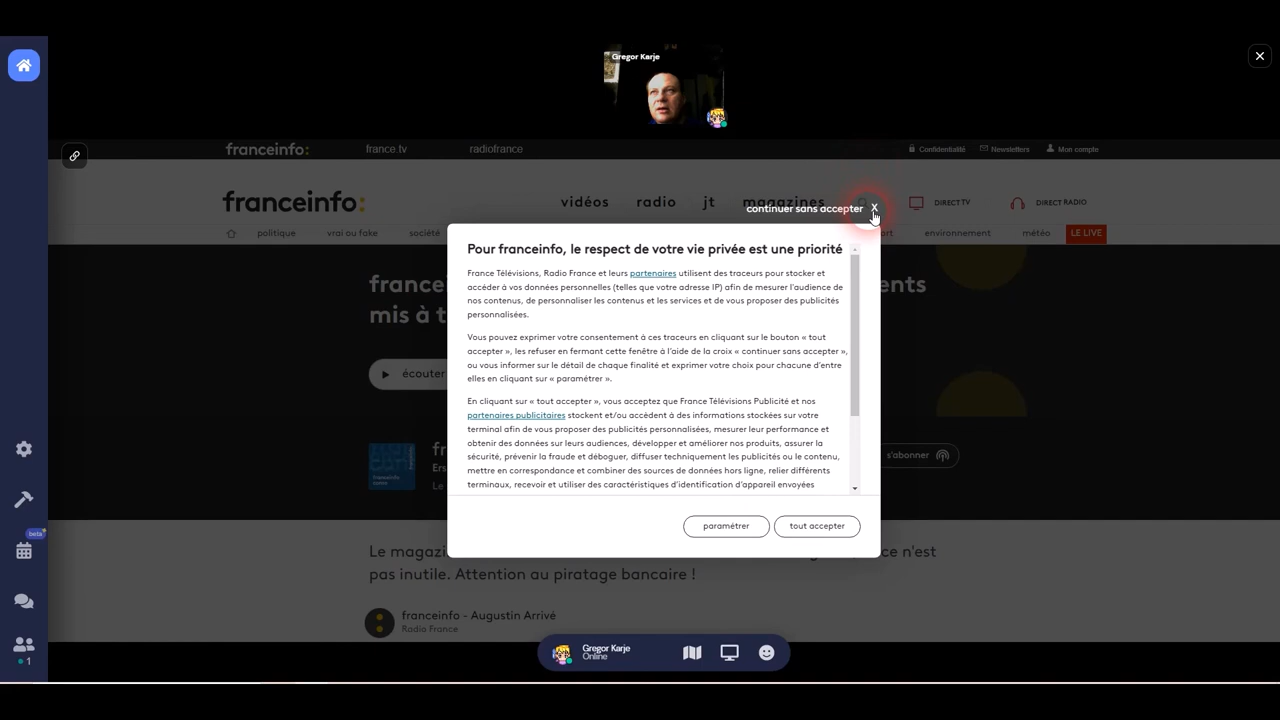 Gregor Karje
franceinfo: france.tv radiofrance Confidentialité Newsletters Mon compte
franceinfo: vidéos radio jt magazines DIRECT TV DIRECT RADIO
continuer sans accepter X
politique vrai ou fake société environnement météo LE LIVE
Pour franceinfo, le respect de votre vie privée est une priorité
France Télévisions, Radio France et leurs partenaires utilisent des traceurs pour stocker et
accéder à vos données personnelles (telles que votre adresse IP) afin de mesurer l'audience de
nos contenus, de personnaliser les contenus et les services et de vous proposer des publicités
personnalisées.
Vous pouvez exprimer votre consentement à ces traceurs en cliquant sur le bouton « tout
accepter », les refuser en fermant cette fenêtre à l'aide de la croix « continuer sans accepter »,
ou vous informer sur le détail de chaque finalité et exprimer votre choix pour chacune d'entre
elles en cliquant sur « paramétrer ».
En cliquant sur « tout accepter », vous acceptez que France Télévisions Publicité et nos
partenaires publicitaires stockent et/ou accèdent à des informations stockées sur votre
terminal afin de vous proposer des publicités personnalisées, mesurer leur performance et
obtenir des données sur leurs audiences, développer et améliorer nos produits, assurer la
sécurité, prévenir la fraude et déboguer, diffuser techniquement les publicités ou le contenu,
mettre en correspondance et combiner des sources de données hors ligne, relier différents
terminaux, recevoir et utiliser des caractéristiques d'identification d'appareil envoyées
paramétrer tout accepter
mis à
écouter
s'abonner
Le n'est
pas inutile. Attention au piratage bancaire !
franceinfo - Augustin Arrivé
Radio France
beta
1
Gregor Karje
Online